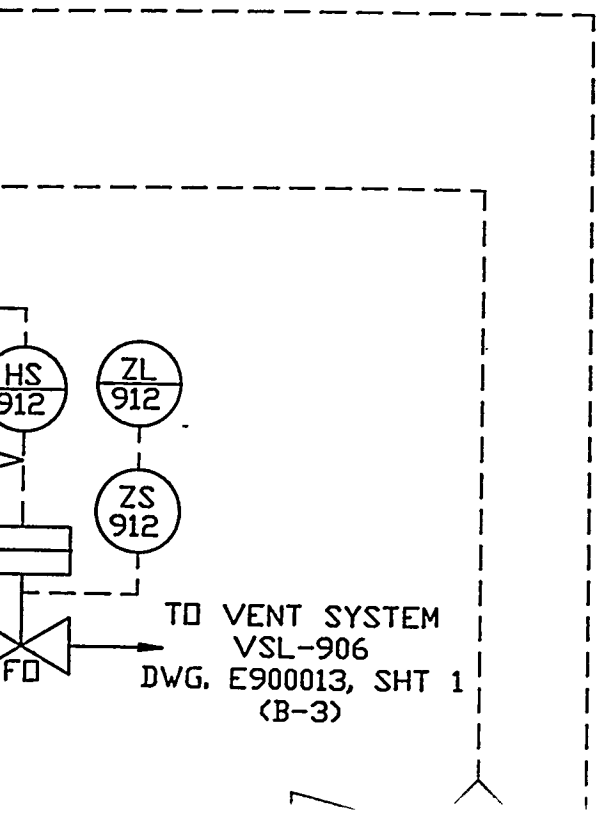 HS
912
ZL
912
ZS
912
TO VENT SYSTEM
VSL-906
DWG. E900013, SHT 1
(B-3)
FO